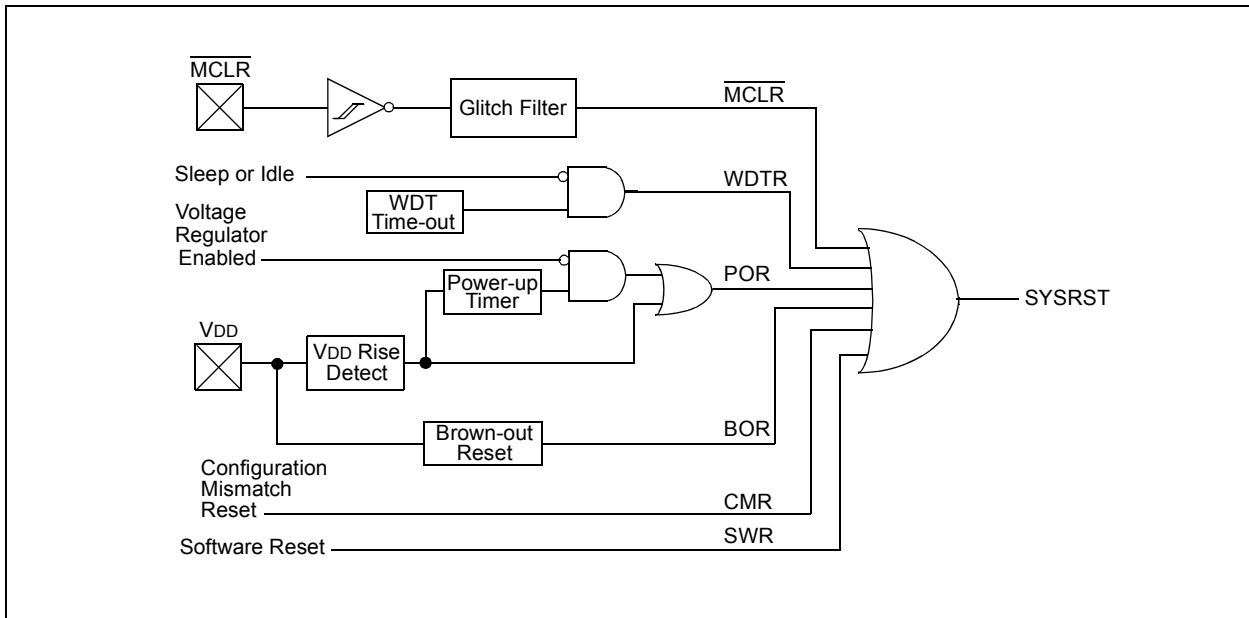 MCLR
Glitch Filter
MCLR
Sleep or Idle
WDT
Time-out
WDTR
Voltage
Regulator
Enabled
Power-up
Timer
POR
SYSRST
VDD
VDD Rise
Detect
Brown-out
Reset
BOR
Configuration
Mismatch
Reset
CMR
Software Reset
SWR